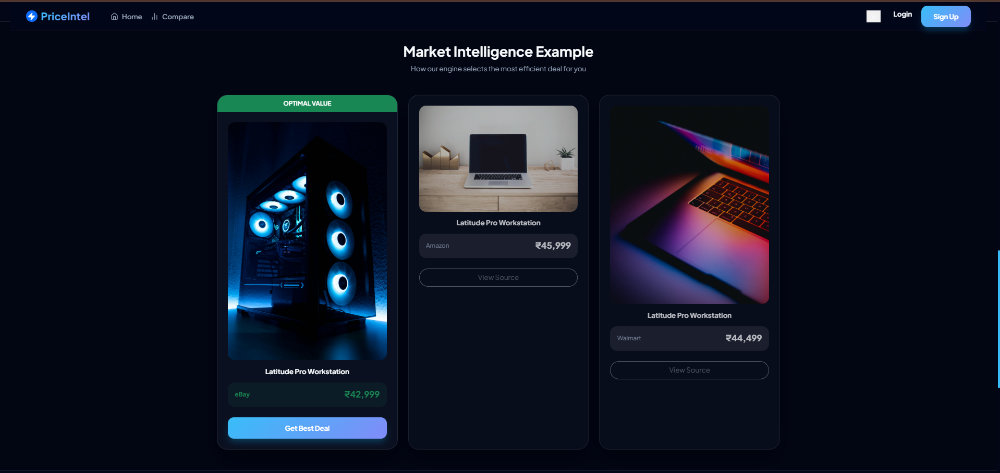 PriceIntel
Home
Compare
Login
Sign Up
Market Intelligence Example
How our engine selects the most efficient deal for you
OPTIMAL VALUE
Latitude Pro Workstation
eBay
₹42,999
Get Best Deal
Latitude Pro Workstation
Amazon
₹45,999
View Source
Latitude Pro Workstation
Walmart
₹44,499
View Source